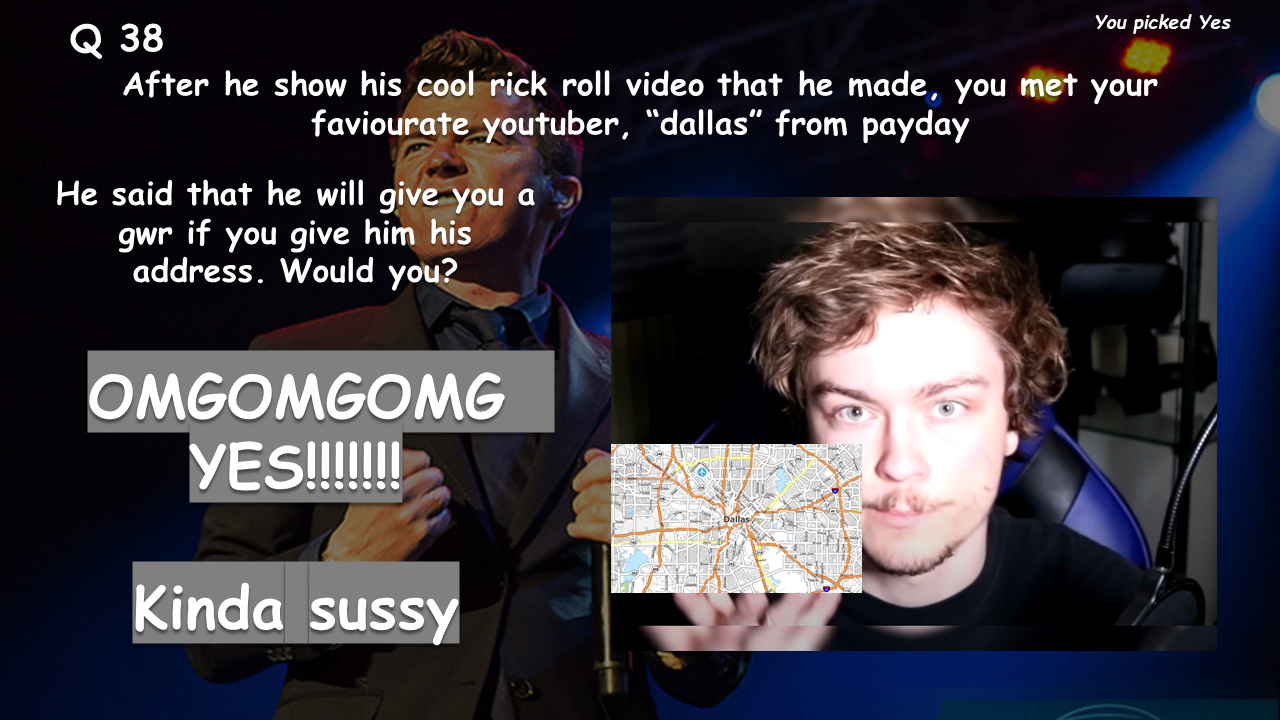 You picked Yes
Q 38
After he show his cool rick roll video that he made, you met your
faviourate youtuber, “dallas” from payday
He said that he will give you a
gwr if you give him his
address. Would you?
OMGOMGOMG
YES!!!!!!!
Kinda sussy
Dallas